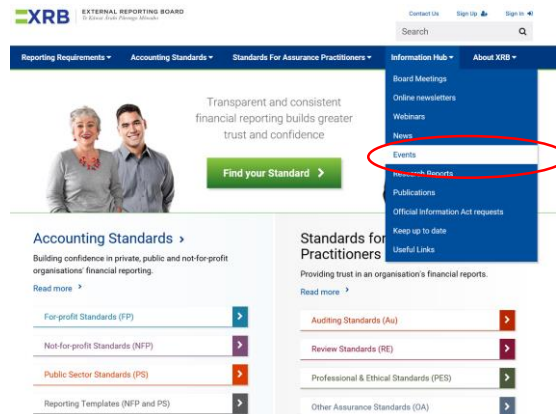 XRB
EXTERNAL REPORTING BOARD
Te Kāwai Ārahi Pūrongo Mōwaho
Contact Us
Sign Up
Sign In
Search
Reporting Requirements
Accounting Standards
Standards For Assurance Practitioners
Information Hub
About XRB
Board Meetings
Online newsletters
Webinars
News
Events
Research Reports
Publications
Official Information Act requests
Keep up to date
Useful Links
Transparent and consistent
financial reporting builds greater
trust and confidence
Find your Standard
Accounting Standards
Building confidence in private, public and not-for-profit
organisations' financial reporting.
Read more
For-profit Standards (FP)
Not-for-profit Standards (NFP)
Public Sector Standards (PS)
Reporting Templates (NFP and PS)
Standards for
Practitioners
Providing trust in an organisation's financial reports.
Read more
Auditing Standards (Au)
Review Standards (RE)
Professional & Ethical Standards (PES)
Other Assurance Standards (OA)